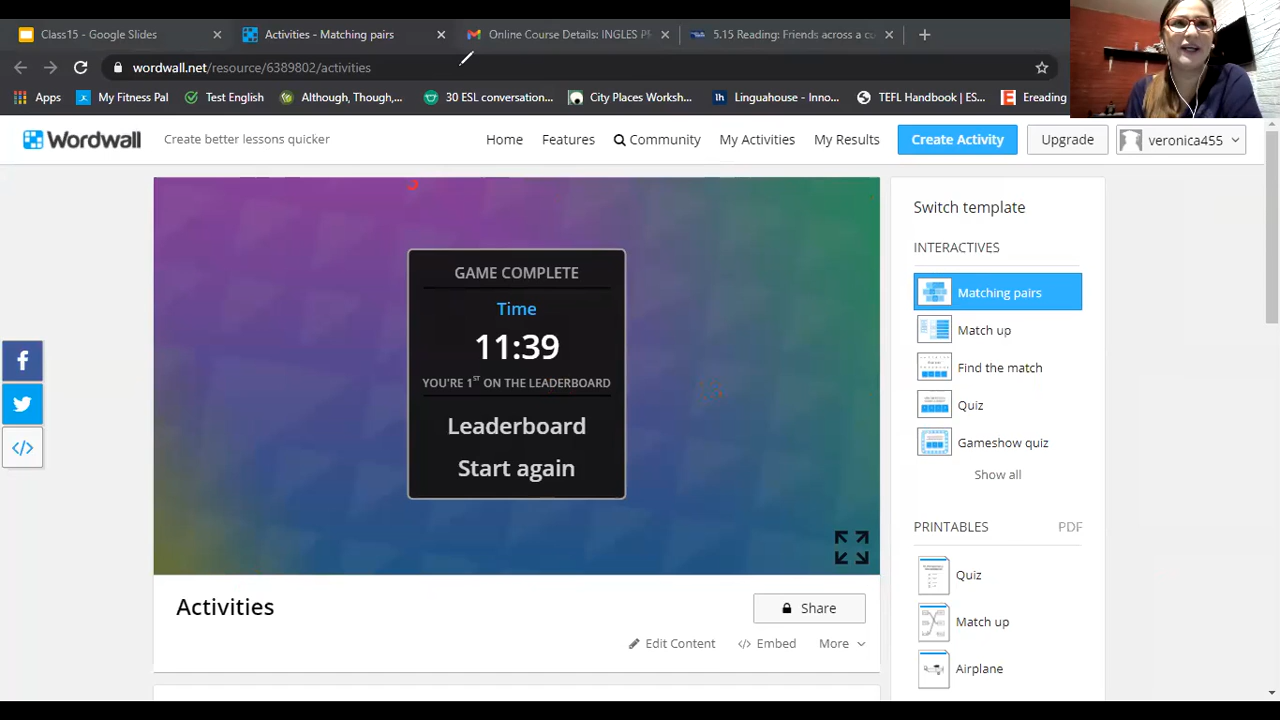 Class15 - Google Slides
Activities - Matching pairs
Online Course Details: INGLES P
5.15 Reading: Friends across a cu
wordwall.net/resource/6389802/activities
Apps
My Fitness Pal
Test English
Although, Though,...
30 ESL Conversatio...
City Places Worksh...
linguahouse - Less...
TEFL Handbook | ES...
Ereading
Wordwall
Create better lessons quicker
Home
Features
Community
My Activities
My Results
Create Activity
Upgrade
veronica455
GAME COMPLETE
Time
11:39
YOU'RE 1ST ON THE LEADERBOARD
Leaderboard
Start again
Switch template
INTERACTIVES
Matching pairs
Match up
Find the match
Quiz
Gameshow quiz
Show all
PRINTABLES
PDF
Quiz
Match up
Airplane
Activities
Share
Edit Content
Embed
More